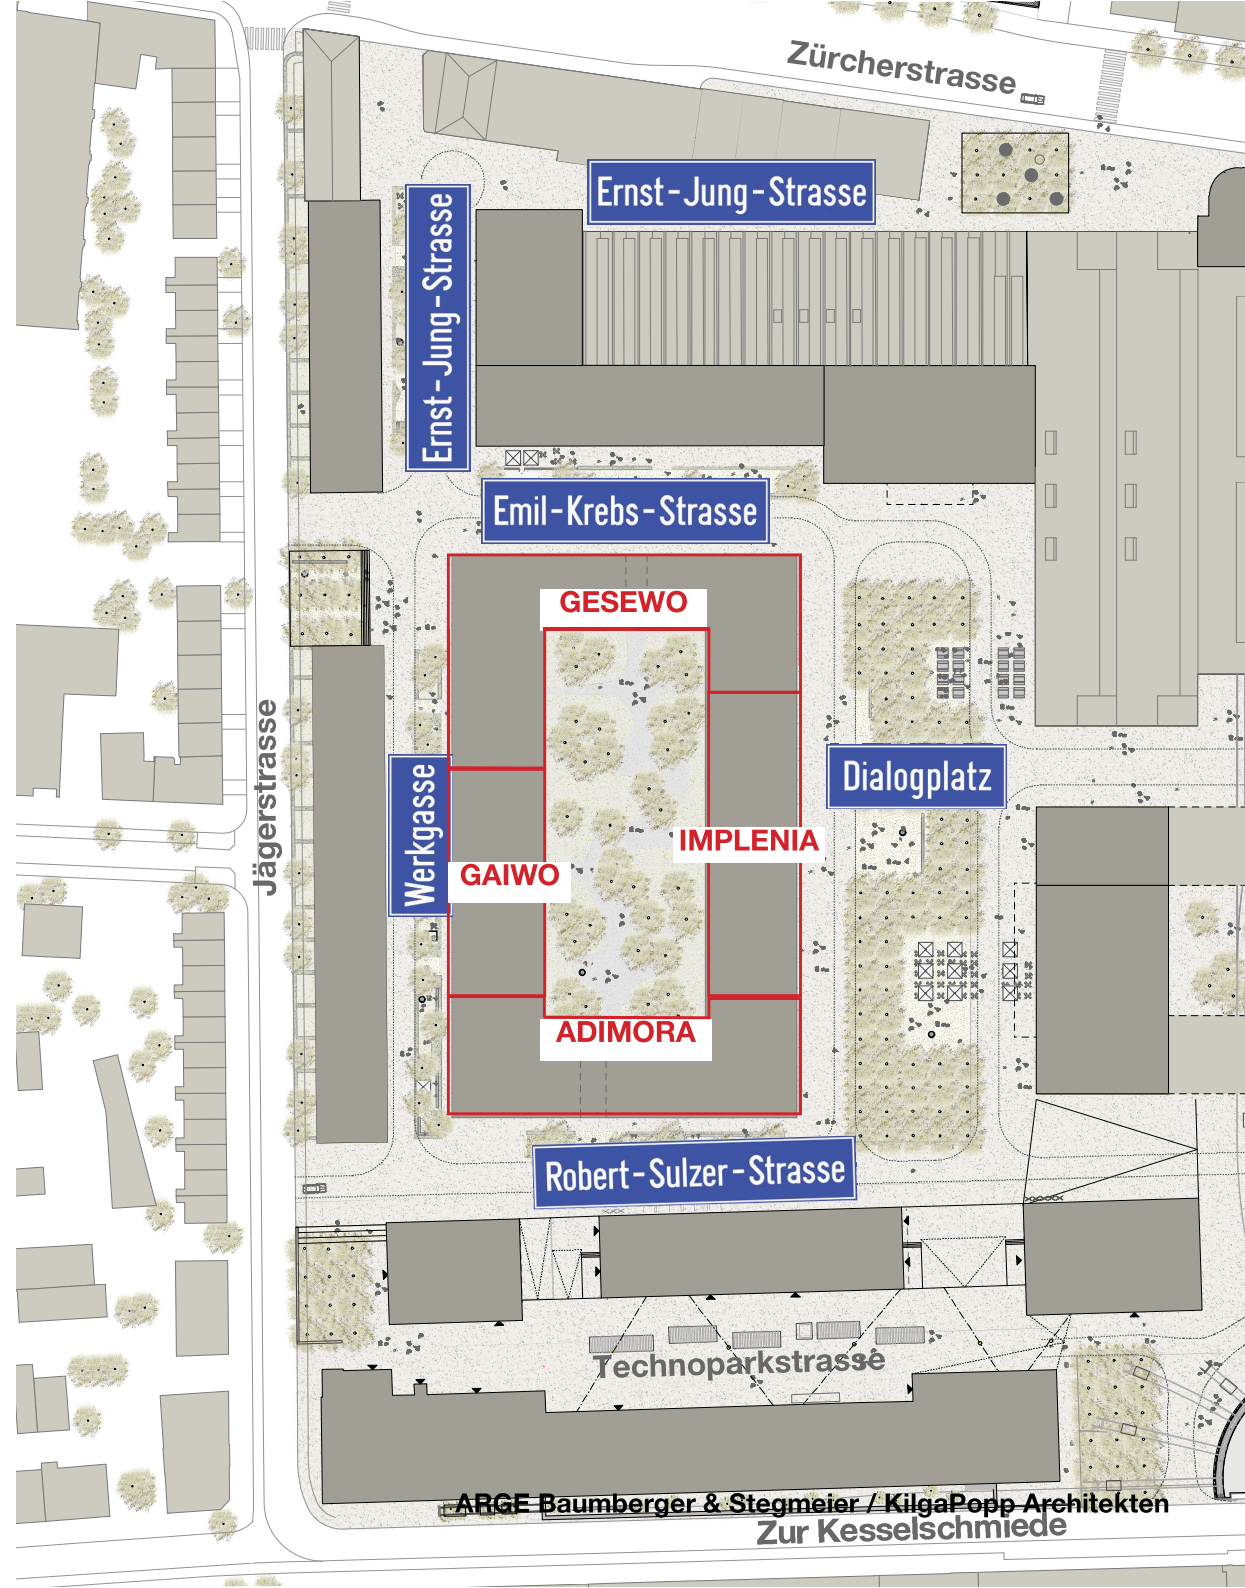 Zürcherstrasse
Ernst-Jung-Strasse
Ernst-Jung-Strasse
Emil-Krebs-Strasse
GESEWO
Jägerstrasse
Werkgasse
Dialogplatz
IMPLENIA
GAIWO
ADIMORA
Robert-Sulzer-Strasse
Technoparkstrasse
ARGE Baumberger & Stegmeier / KilgaPopp Architekten
Zur Kesselschmiede